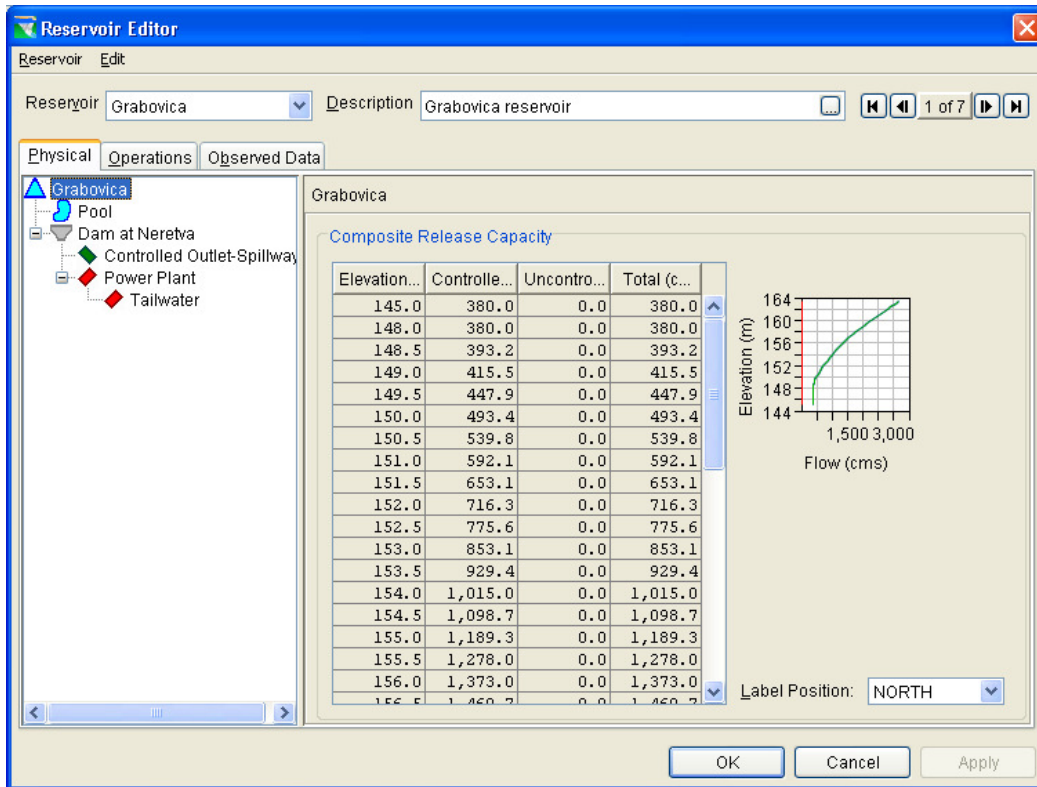 Reservoir Editor
Reservoir Edit
Reservoir Grabovica Description Grabovica reservoir ... 1 of 7
Physical Operations Observed Data
Grabovica
Pool
Dam at Neretva
Controlled Outlet-Spillway
Power Plant
Tailwater
Grabovica
Composite Release Capacity
Elevation... Controlle... Uncontro... Total (c...
145.0 380.0 0.0 380.0
148.0 380.0 0.0 380.0
148.5 393.2 0.0 393.2
149.0 415.5 0.0 415.5
149.5 447.9 0.0 447.9
150.0 493.4 0.0 493.4
150.5 539.8 0.0 539.8
151.0 592.1 0.0 592.1
151.5 653.1 0.0 653.1
152.0 716.3 0.0 716.3
152.5 775.6 0.0 775.6
153.0 853.1 0.0 853.1
153.5 929.4 0.0 929.4
154.0 1,015.0 0.0 1,015.0
154.5 1,098.7 0.0 1,098.7
155.0 1,189.3 0.0 1,189.3
155.5 1,278.0 0.0 1,278.0
156.0 1,373.0 0.0 1,373.0
164
160
156
152
148
144
Elevation (m)
1,500 3,000
Flow (cms)
Label Position: NORTH
OK Cancel Apply